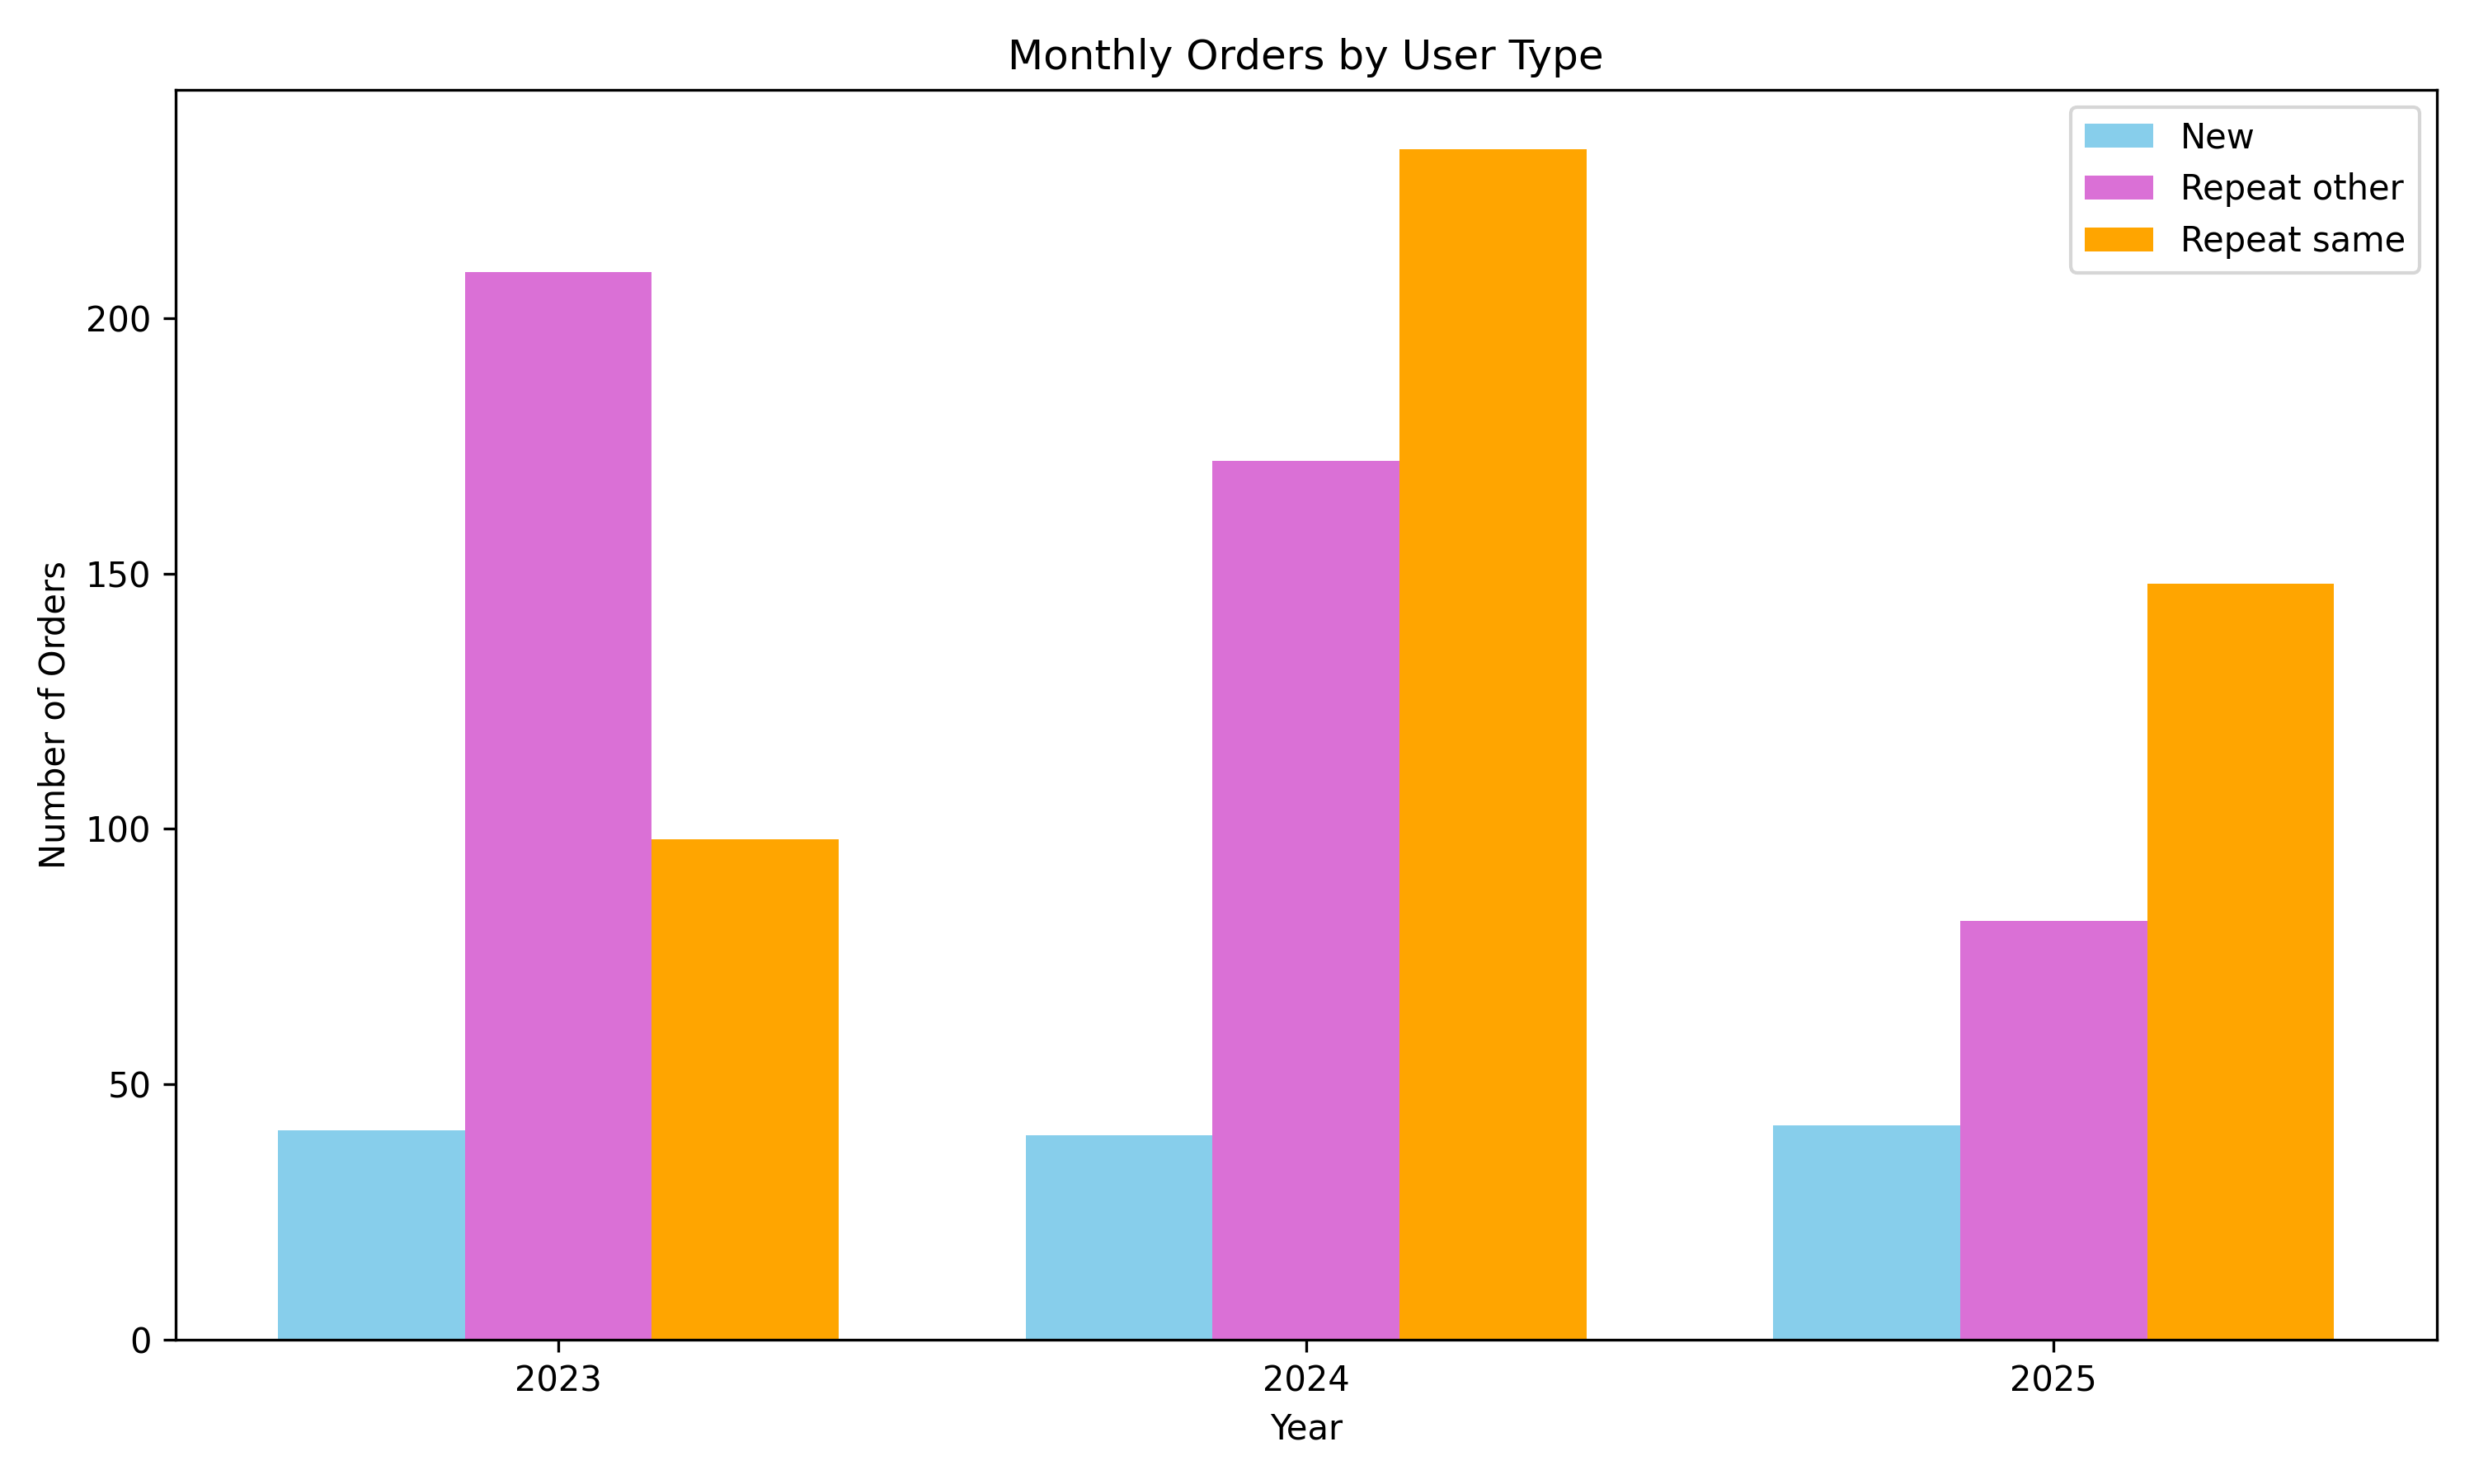 Monthly Orders by User Type
New
Repeat other
Repeat same
Number of Orders
200
150
100
50
0
2023
2024
2025
Year